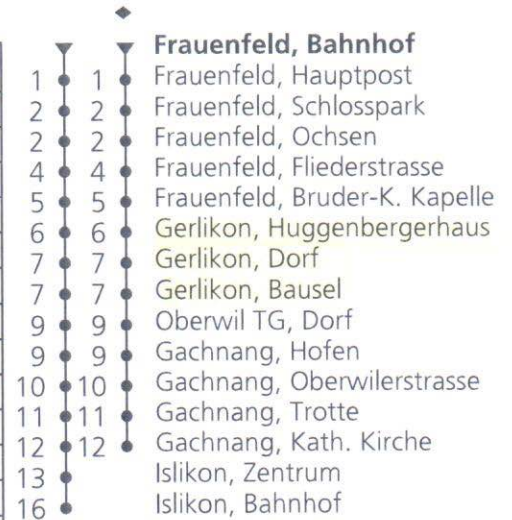 Frauenfeld, Bahnhof
1 1 Frauenfeld, Hauptpost
2 2 Frauenfeld, Schlosspark
2 2 Frauenfeld, Ochsen
4 4 Frauenfeld, Fliederstrasse
5 5 Frauenfeld, Bruder-K. Kapelle
6 6 Gerlikon, Huggenbergerhaus
7 7 Gerlikon, Dorf
7 7 Gerlikon, Bausel
9 9 Oberwil TG, Dorf
9 9 Gachnang, Hofen
10 10 Gachnang, Oberwilerstrasse
11 11 Gachnang, Trotte
12 12 Gachnang, Kath. Kirche
13 Islikon, Zentrum
16 Islikon, Bahnhof